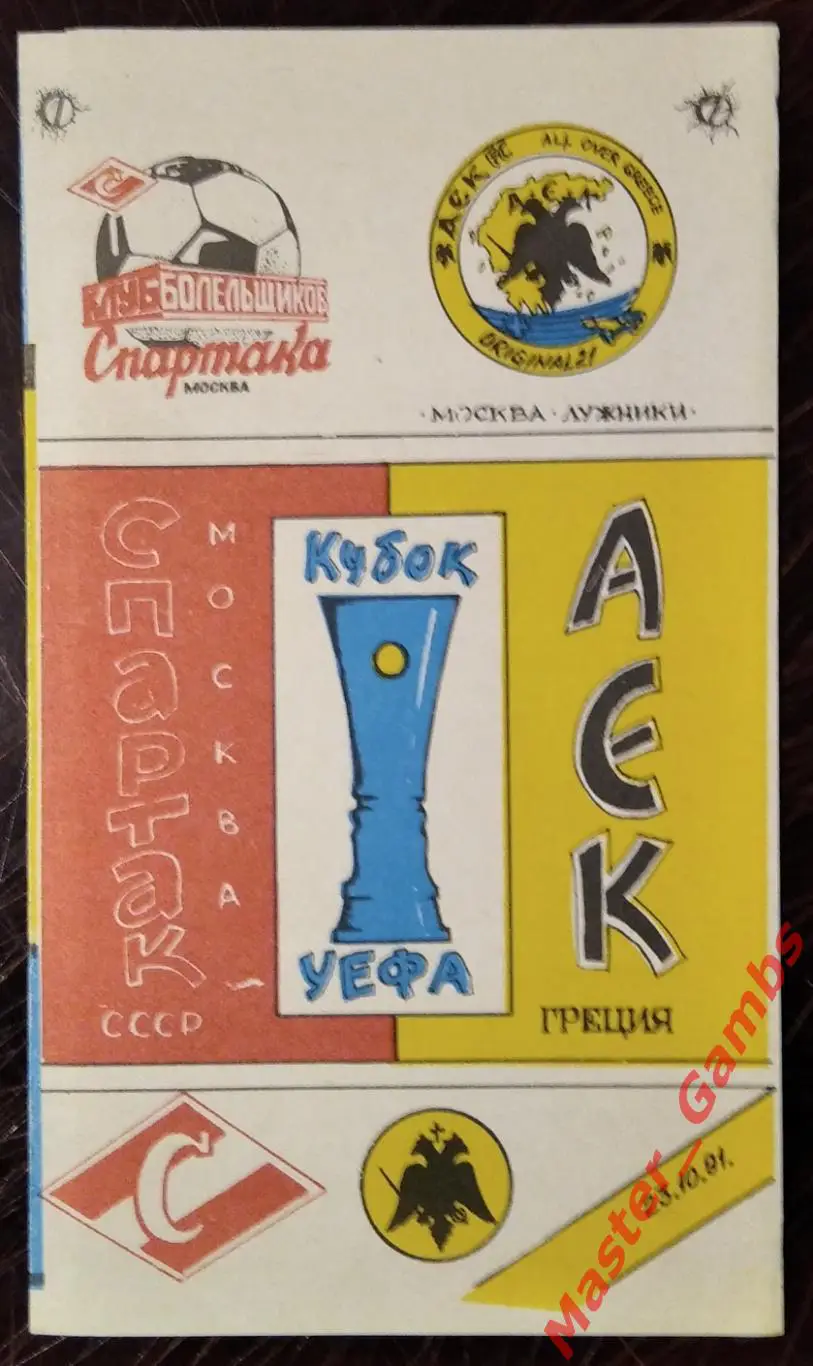 КЛУБ БОЛЕЛЬЩИКОВ
Спартака
МОСКВА
ALL OVER GREECE
ORIGINAL 21
· МОСКВА · ЛУЖНИКИ ·
Спартак
МОСКВА
СССР
Кубок
УЕФА
АЕК
ГРЕЦИЯ
C
23.10.91.
Master_Gambs